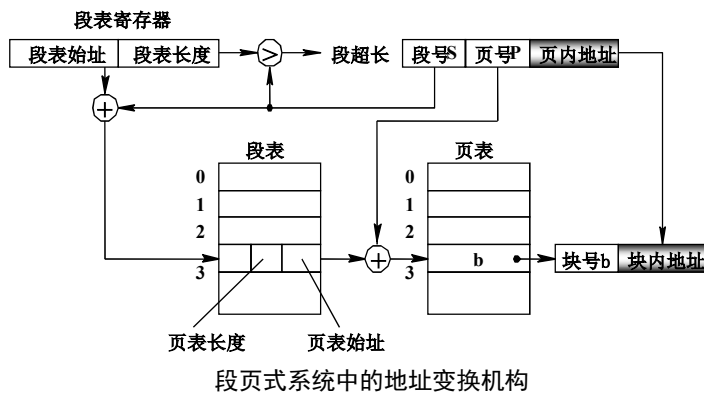 段表寄存器
段表始址 段表长度 > 段超长 段号S 页号P 页内地址
+
段表 页表
0 0
1 1
2 2
3 + 3 b 块号b 块内地址
页表长度 页表始址
段页式系统中的地址变换机构